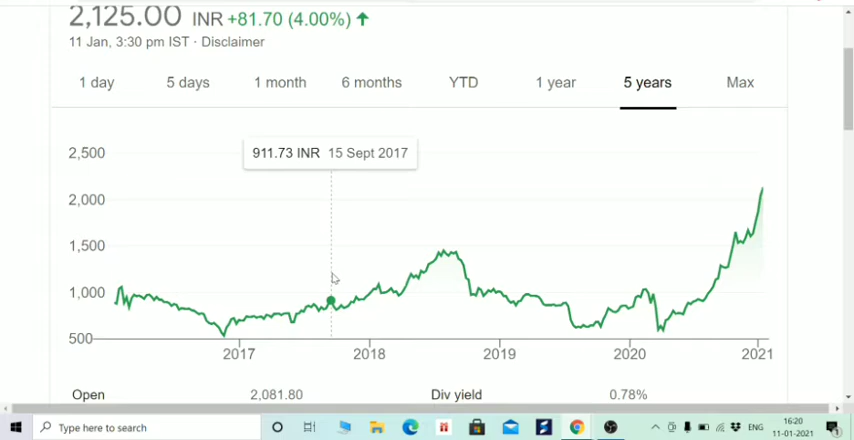 2,125.00 INR +81.70 (4.00%) ↑
11 Jan, 3:30 pm IST · Disclaimer
1 day 5 days 1 month 6 months YTD 1 year 5 years Max
911.73 INR 15 Sept 2017
2,500
2,000
1,500
1,000
500
2017 2018 2019 2020 2021
Open 2,081.80 Div yield 0.78%
Type here to search
ENG
16:20
11-01-2021